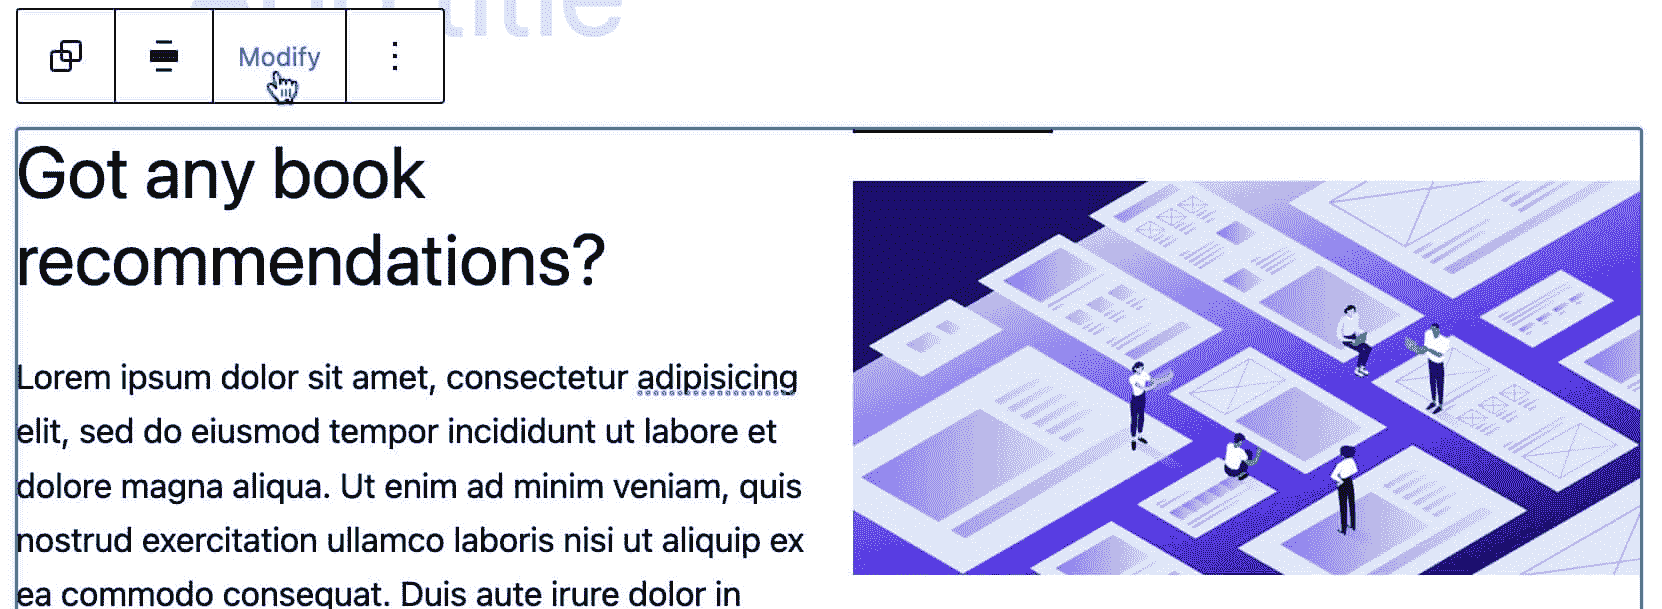 Add title
Modify
Got any book
recommendations?
Lorem ipsum dolor sit amet, consectetur adipisicing
elit, sed do eiusmod tempor incididunt ut labore et
dolore magna aliqua. Ut enim ad minim veniam, quis
nostrud exercitation ullamco laboris nisi ut aliquip ex
ea commodo consequat. Duis aute irure dolor in